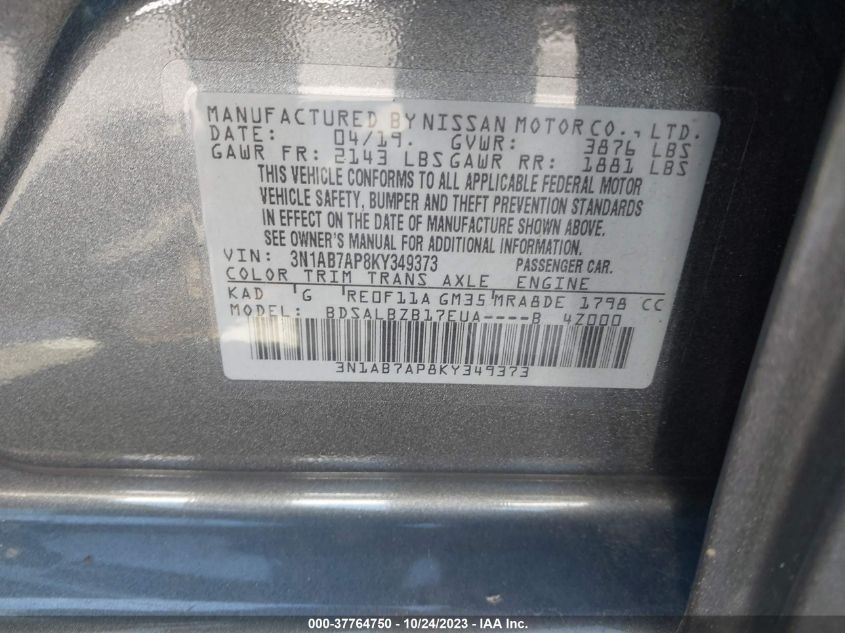 MANUFACTURED BY NISSAN MOTOR CO., LTD.
DATE: 04/19. GVWR: 3876 LBS
GAWR FR: 2143 LBS GAWR RR: 1881 LBS
THIS VEHICLE CONFORMS TO ALL APPLICABLE FEDERAL MOTOR
VEHICLE SAFETY, BUMPER AND THEFT PREVENTION STANDARDS
IN EFFECT ON THE DATE OF MANUFACTURE SHOWN ABOVE.
SEE OWNER'S MANUAL FOR ADDITIONAL INFORMATION.
VIN: 3N1AB7AP8KY349373 PASSENGER CAR.
COLOR TRIM TRANS AXLE ENGINE
KAD G RE0F11A GM35 MRA8DE 1798 CC
MODEL: BDSALBZB17EUA----B 4Z000
3N1AB7AP8KY349373
000-37764750 - 10/24/2023 - © IAA, Inc.